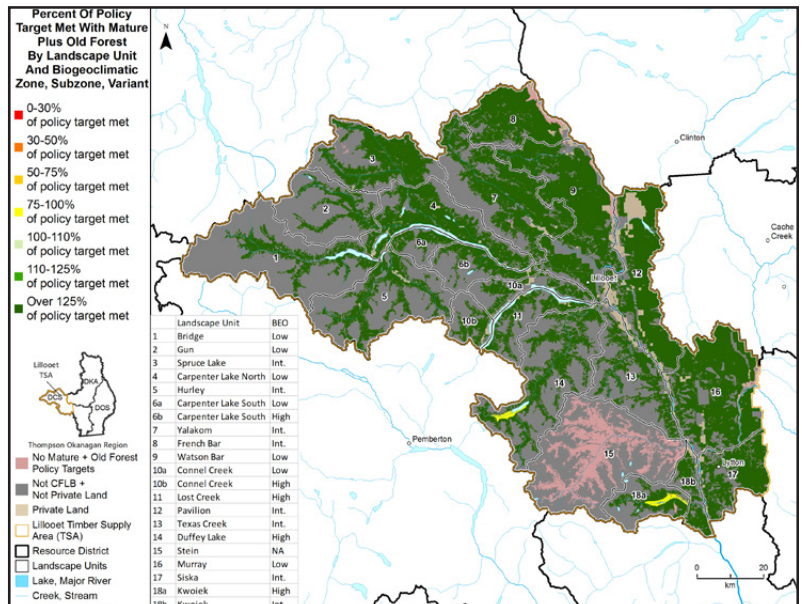 Percent Of Policy
Target Met With Mature
Plus Old Forest
By Landscape Unit
And Biogeoclimatic
Zone, Subzone, Variant
0-30%
of policy target met
30-50%
of policy target met
50-75%
of policy target met
75-100%
of policy target met
100-110%
of policy target met
110-125%
of policy target met
Over 125%
of policy target met
Lillooet
TSA
DKA
DCS
DOS
Thompson Okanagan Region
No Mature + Old Forest
Policy Targets
Not CFLB +
Not Private Land
Private Land
Lillooet Timber Supply
Area (TSA)
Resource District
Landscape Units
Lake, Major River
Creek, Stream
Landscape Unit BEO
1 Bridge Low
2 Gun Low
3 Spruce Lake Int.
4 Carpenter Lake North Low
5 Hurley Int.
6a Carpenter Lake South Low
6b Carpenter Lake South High
7 Yalakom Int.
8 French Bar Int.
9 Watson Bar Low
10a Connel Creek Low
10b Connel Creek High
11 Lost Creek High
12 Pavilion Int.
13 Texas Creek Int.
14 Duffey Lake High
15 Stein NA
16 Murray Low
17 Siska Int.
18a Kwoiek High
18b Kwoiek Int.
N
8
3
Clinton
7
9
2
4
Cache
Creek
6a
1
6b
12
Lillooet
10a
5
11
10b
13
14
16
Pemberton
15
Lytton
17
18b
18a
0 10 20
km